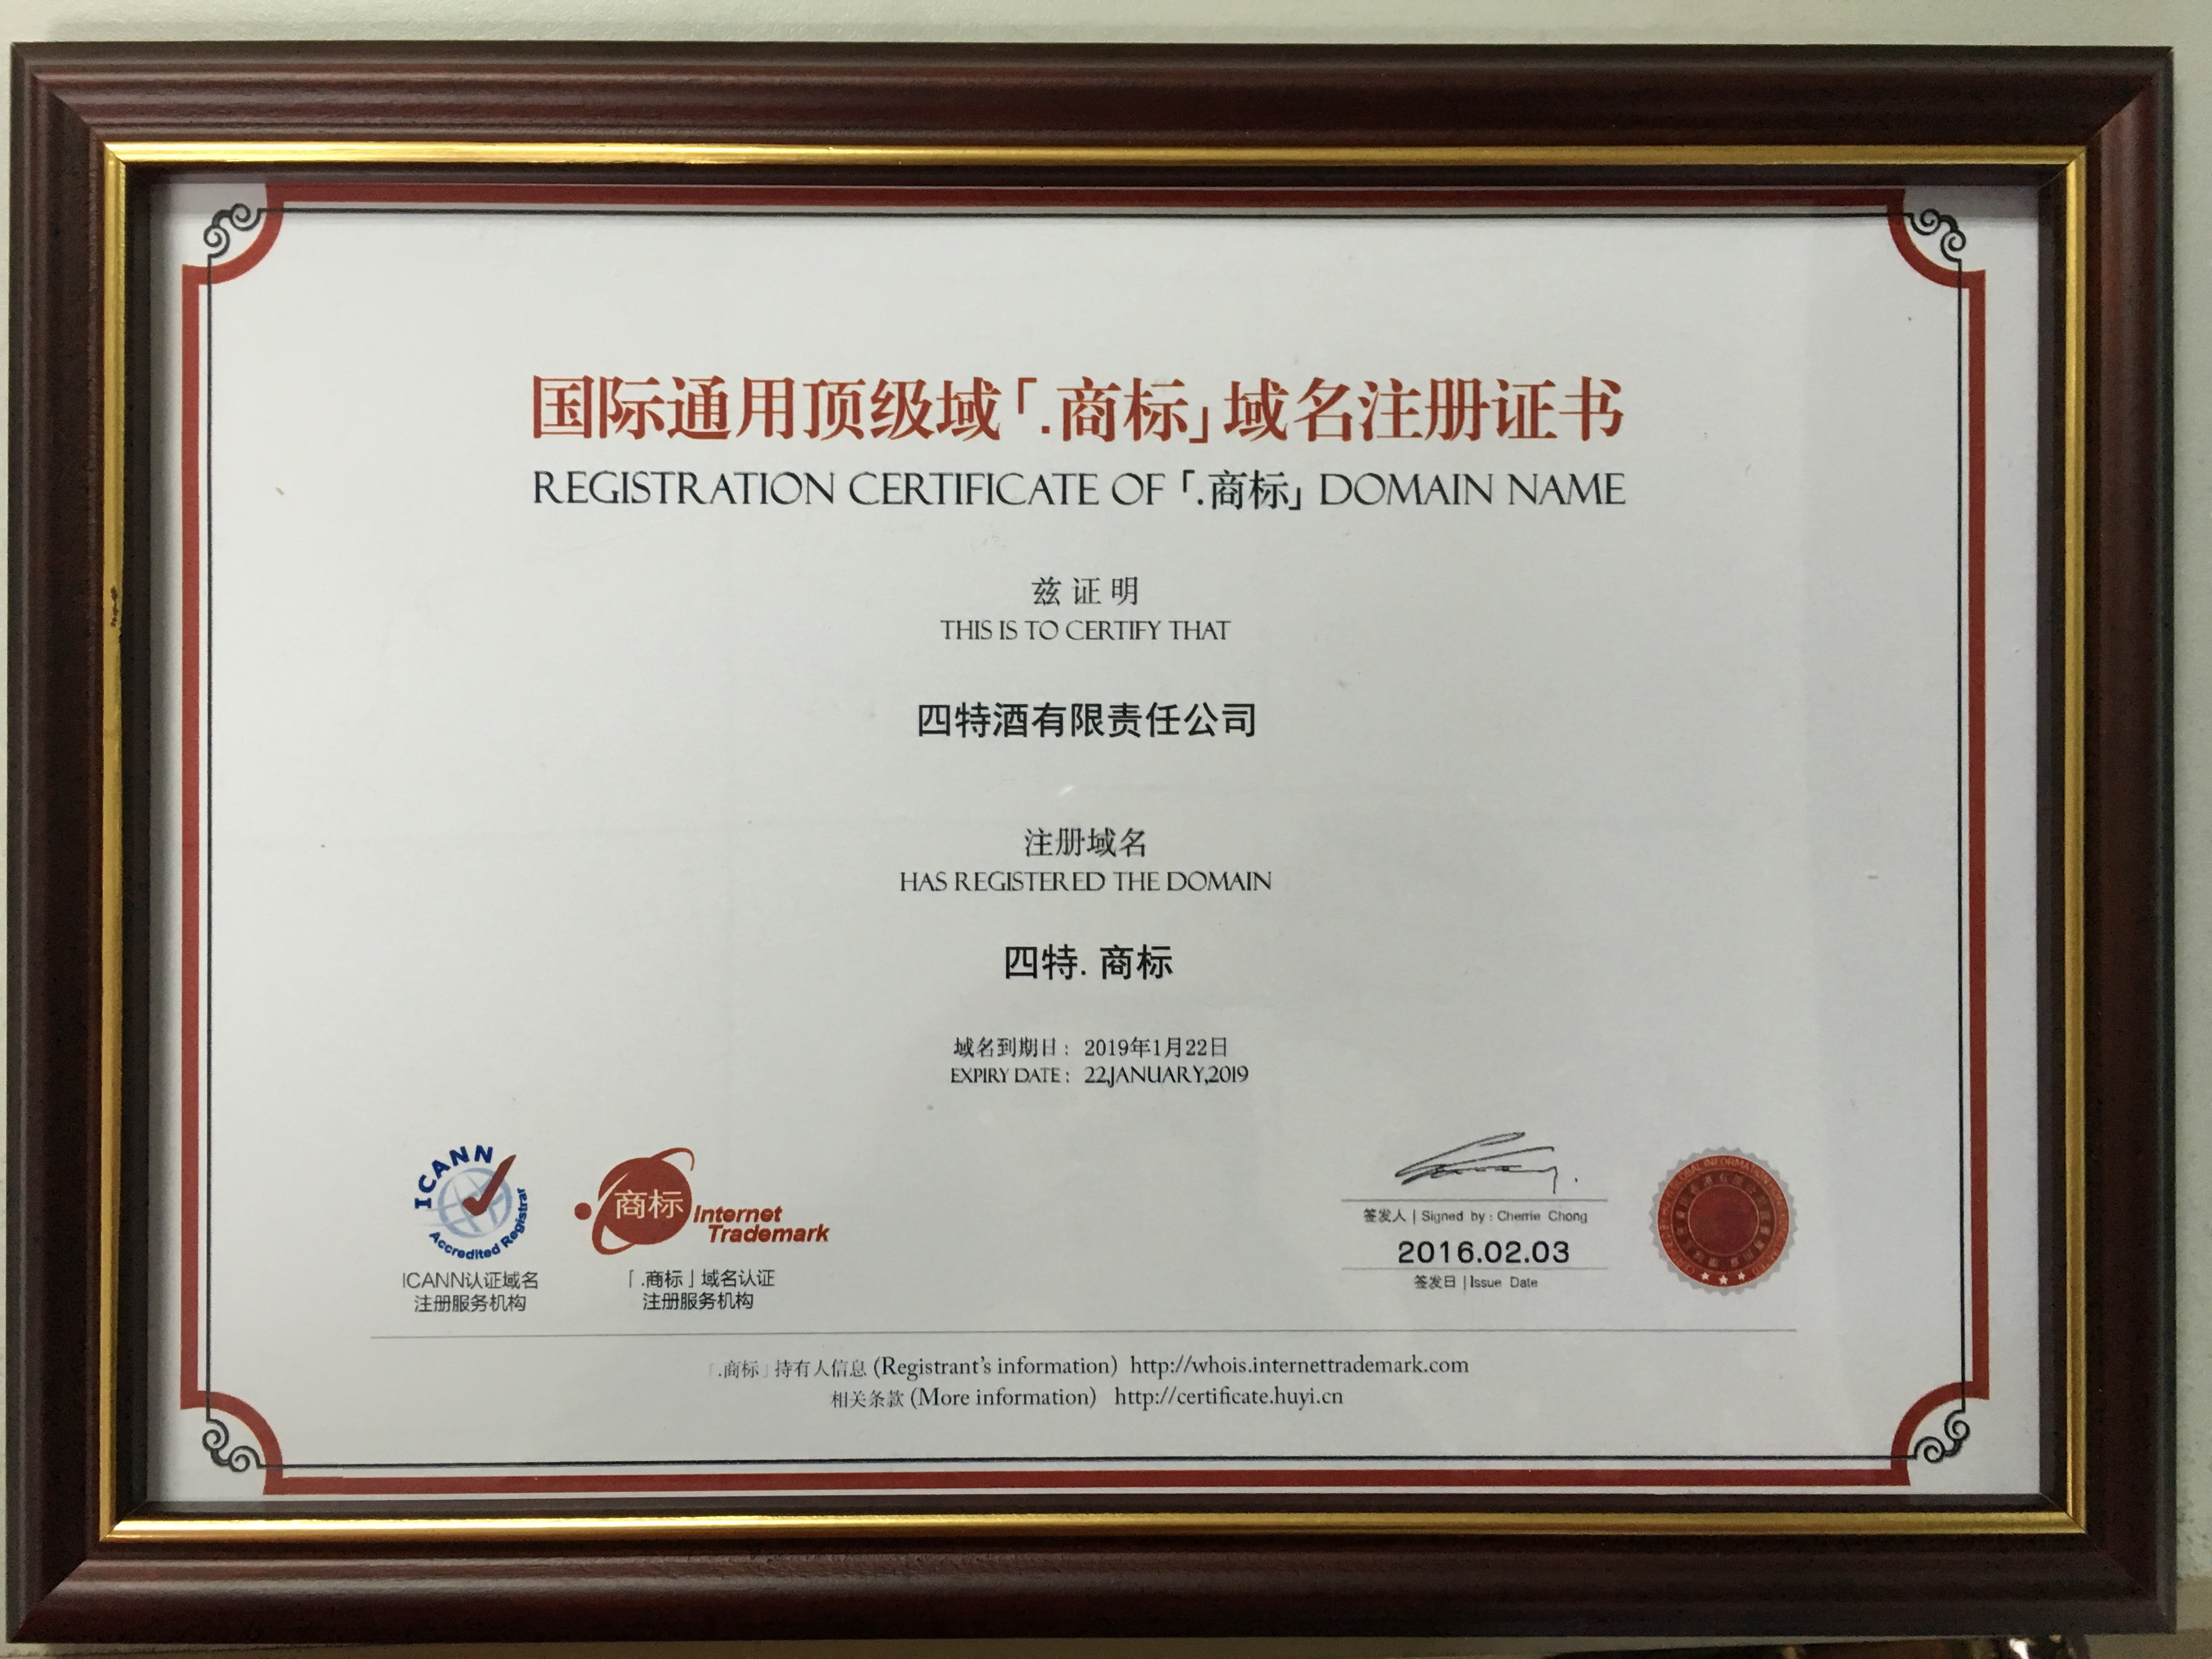 国际通用顶级域「.商标」域名注册证书
REGISTRATION CERTIFICATE OF「.商标」DOMAIN NAME
兹证明
THIS IS TO CERTIFY THAT
四特酒有限责任公司
注册域名
HAS REGISTERED THE DOMAIN
四特. 商标
域名到期日： 2019年1月22日
EXPIRY DATE： 22,JANUARY,2019
ICANN
Accredited Registrar
ICANN认证域名
注册服务机构
商标
Internet
Trademark
「.商标」域名认证
注册服务机构
签发人 | Signed by : Cherrie Chong
2016.02.03
签发日 | Issue Date
「.商标」持有人信息 (Registrant's information) http://whois.internettrademark.com
相关条款 (More information) http://certificate.huyi.cn